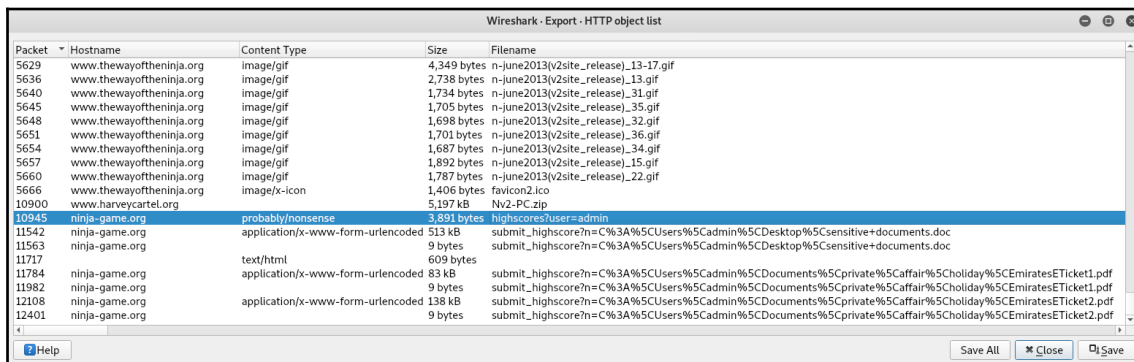 Wireshark · Export · HTTP object list
Packet Hostname Content Type Size Filename
5629 www.thewayoftheninja.org image/gif 4,349 bytes n-june2013(v2site_release)_13-17.gif
5636 www.thewayoftheninja.org image/gif 2,738 bytes n-june2013(v2site_release)_13.gif
5640 www.thewayoftheninja.org image/gif 1,734 bytes n-june2013(v2site_release)_31.gif
5645 www.thewayoftheninja.org image/gif 1,705 bytes n-june2013(v2site_release)_35.gif
5648 www.thewayoftheninja.org image/gif 1,698 bytes n-june2013(v2site_release)_32.gif
5651 www.thewayoftheninja.org image/gif 1,701 bytes n-june2013(v2site_release)_36.gif
5654 www.thewayoftheninja.org image/gif 1,687 bytes n-june2013(v2site_release)_34.gif
5657 www.thewayoftheninja.org image/gif 1,892 bytes n-june2013(v2site_release)_15.gif
5660 www.thewayoftheninja.org image/gif 1,787 bytes n-june2013(v2site_release)_22.gif
5666 www.thewayoftheninja.org image/x-icon 1,406 bytes favicon2.ico
10900 www.harveycartel.org 5,197 kB Nv2-PC.zip
10945 ninja-game.org probably/nonsense 3,891 bytes highscores?user=admin
11542 ninja-game.org application/x-www-form-urlencoded 513 kB submit_highscore?n=C%3A%5CUsers%5Cadmin%5CDesktop%5Csensitive+documents.doc
11563 ninja-game.org 9 bytes submit_highscore?n=C%3A%5CUsers%5Cadmin%5CDesktop%5Csensitive+documents.doc
11717 text/html 609 bytes
11784 ninja-game.org application/x-www-form-urlencoded 83 kB submit_highscore?n=C%3A%5CUsers%5Cadmin%5CDocuments%5Cprivate%5Caffair%5Choliday%5CEmiratesETicket1.pdf
11982 ninja-game.org 9 bytes submit_highscore?n=C%3A%5CUsers%5Cadmin%5CDocuments%5Cprivate%5Caffair%5Choliday%5CEmiratesETicket1.pdf
12108 ninja-game.org application/x-www-form-urlencoded 138 kB submit_highscore?n=C%3A%5CUsers%5Cadmin%5CDocuments%5Cprivate%5Caffair%5Choliday%5CEmiratesETicket2.pdf
12401 ninja-game.org 9 bytes submit_highscore?n=C%3A%5CUsers%5Cadmin%5CDocuments%5Cprivate%5Caffair%5Choliday%5CEmiratesETicket2.pdf
Help Save All Close Save